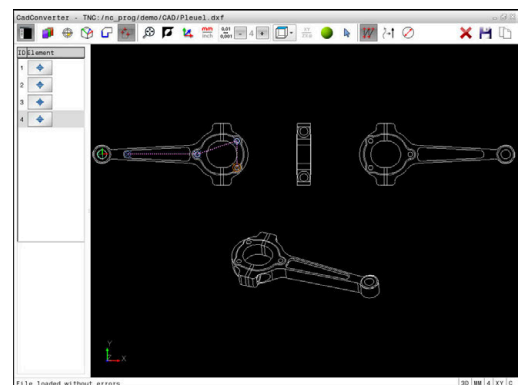 CadConverter - TNC:/nc_prog/demo/CAD/Pleuel.dxf
mm
inch
0,01
0,001
4
XY
ID Element
1
2
3
4
Y
Z
X
File loaded without errors
3D MM 4 XY C